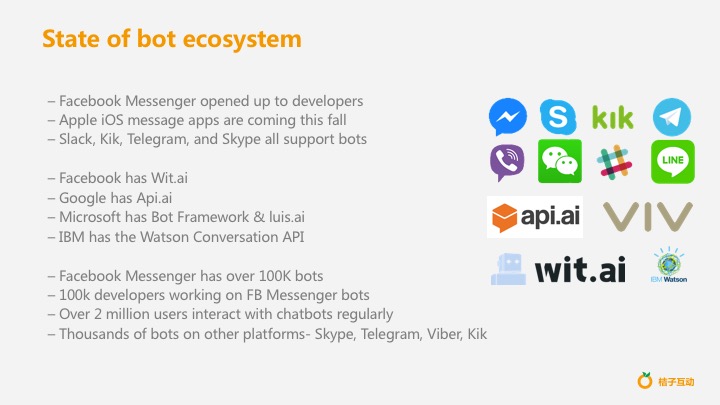 State of bot ecosystem
– Facebook Messenger opened up to developers
– Apple iOS message apps are coming this fall
– Slack, Kik, Telegram, and Skype all support bots
– Facebook has Wit.ai
– Google has Api.ai
– Microsoft has Bot Framework & luis.ai
– IBM has the Watson Conversation API
– Facebook Messenger has over 100K bots
– 100k developers working on FB Messenger bots
– Over 2 million users interact with chatbots regularly
– Thousands of bots on other platforms- Skype, Telegram, Viber, Kik
kik
LINE
api.ai
VIV
wit.ai
IBM Watson
桔子互动